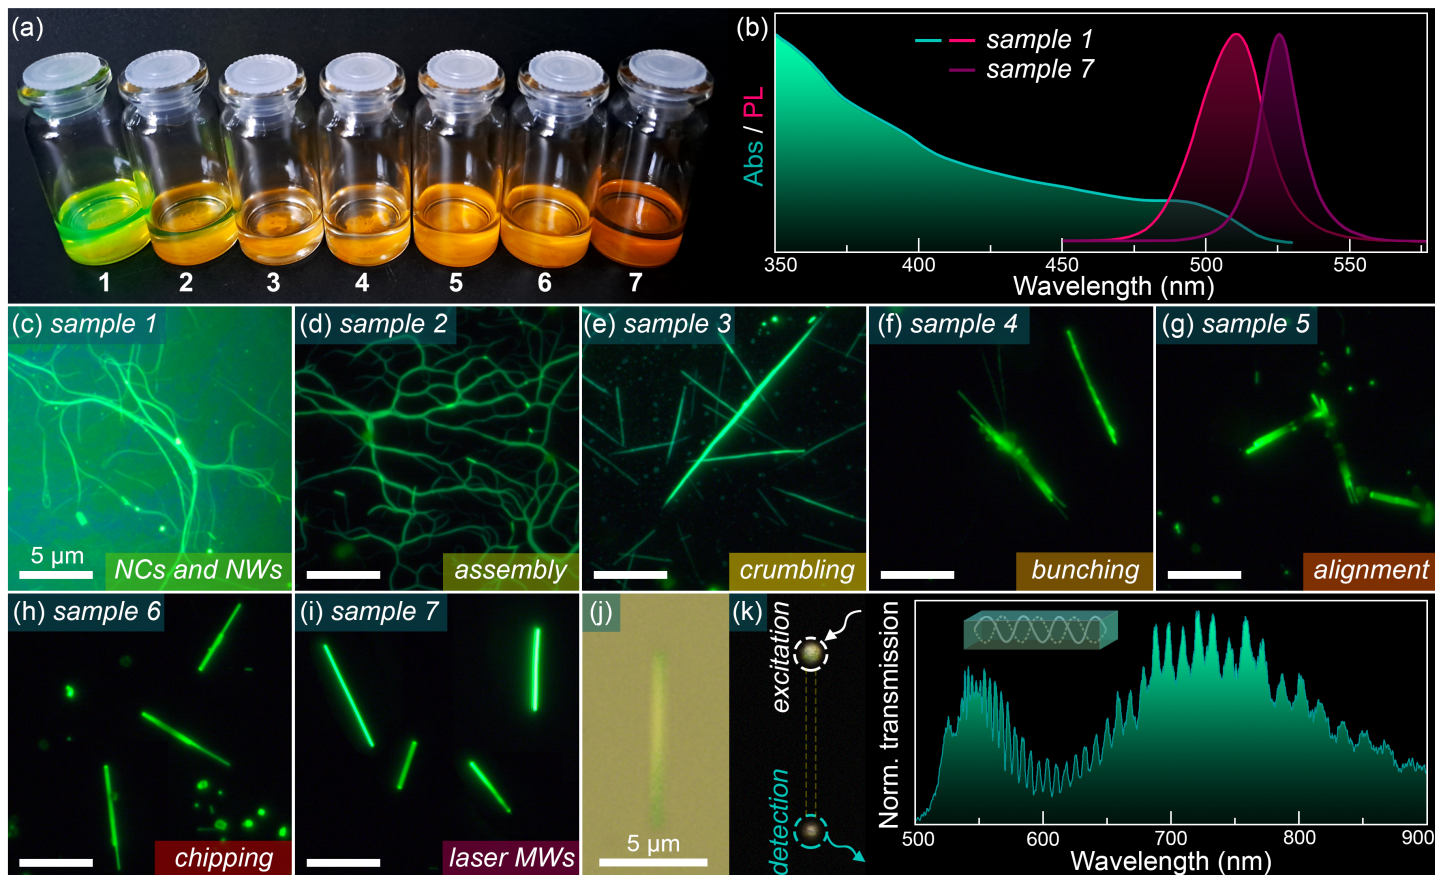 (a)
1 2 3 4 5 6 7
(b)
sample 1
sample 7
Abs / PL
350 400 450 500 550
Wavelength (nm)
(c) sample 1
5 µm
NCs and NWs
(d) sample 2
assembly
(e) sample 3
crumbling
(f) sample 4
bunching
(g) sample 5
alignment
(h) sample 6
chipping
(i) sample 7
laser MWs
(j)
5 µm
(k)
excitation
detection
Norm. transmission
500 600 700 800 900
Wavelength (nm)